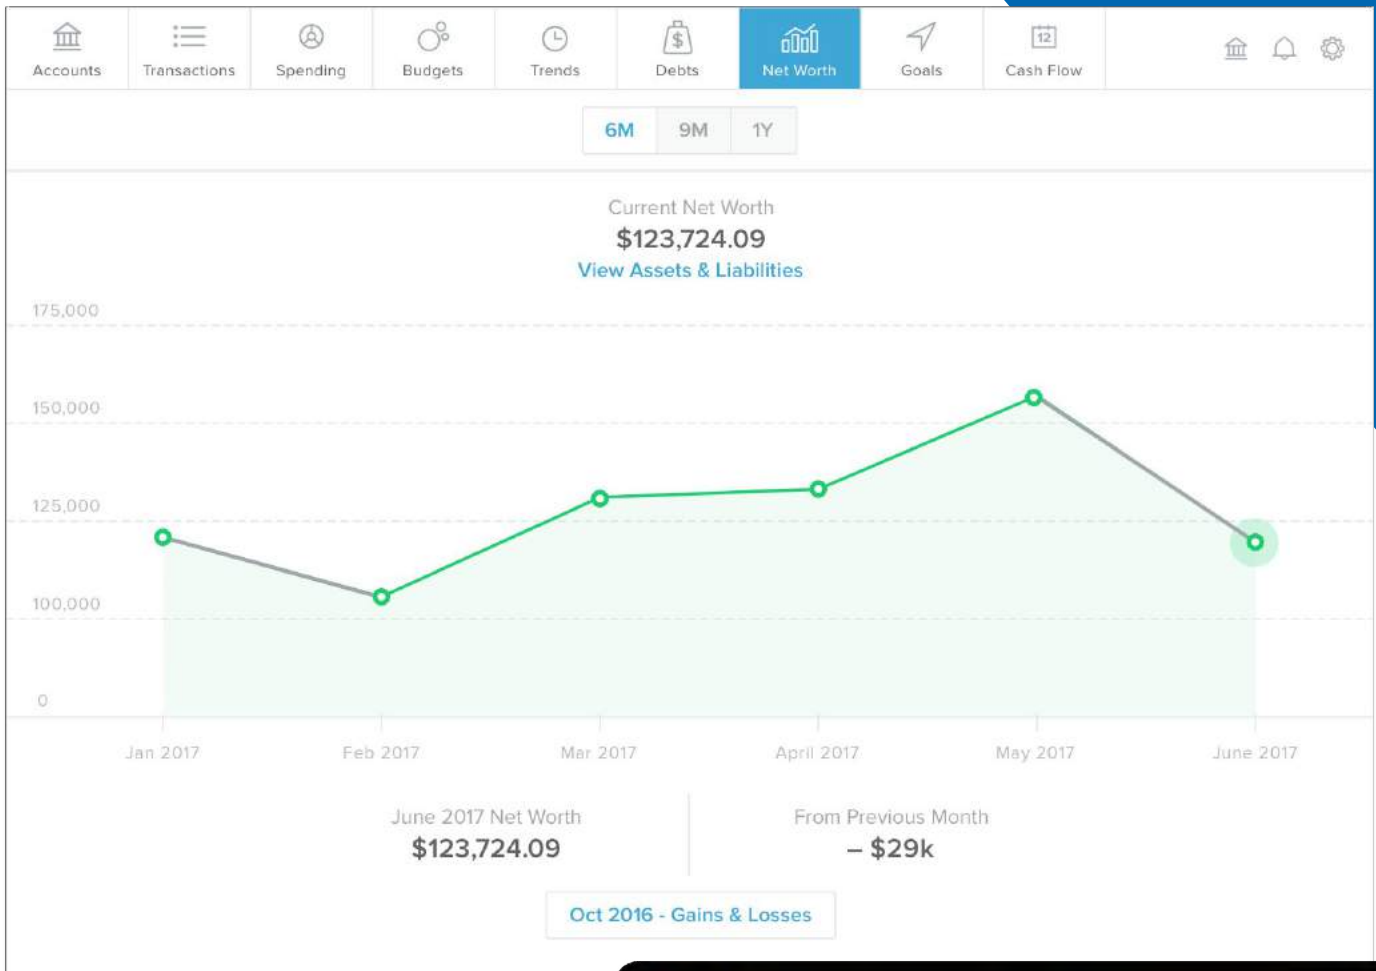 Accounts
Transactions
Spending
Budgets
Trends
$
Debts
Net Worth
Goals
12
Cash Flow
6M 9M 1Y
Current Net Worth
$123,724.09
View Assets & Liabilities
175,000
150,000
125,000
100,000
0
Jan 2017 Feb 2017 Mar 2017 April 2017 May 2017 June 2017
June 2017 Net Worth
$123,724.09
From Previous Month
– $29k
Oct 2016 - Gains & Losses